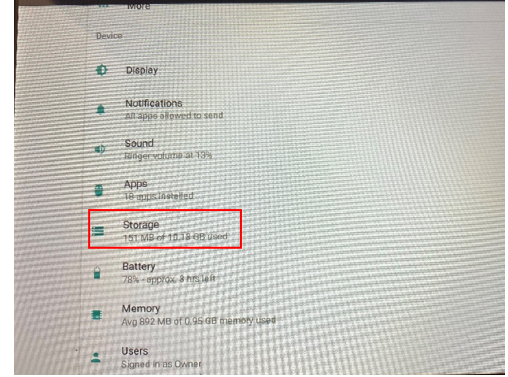 More
Device
Display
Notifications
All apps allowed to send
Sound
Ringer volume at 13%
Apps
18 apps installed
Storage
151 MB of 10.18 GB used
Battery
78% - approx. 3 hrs left
Memory
Avg 892 MB of 0.95 GB memory used
Users
Signed in as Owner